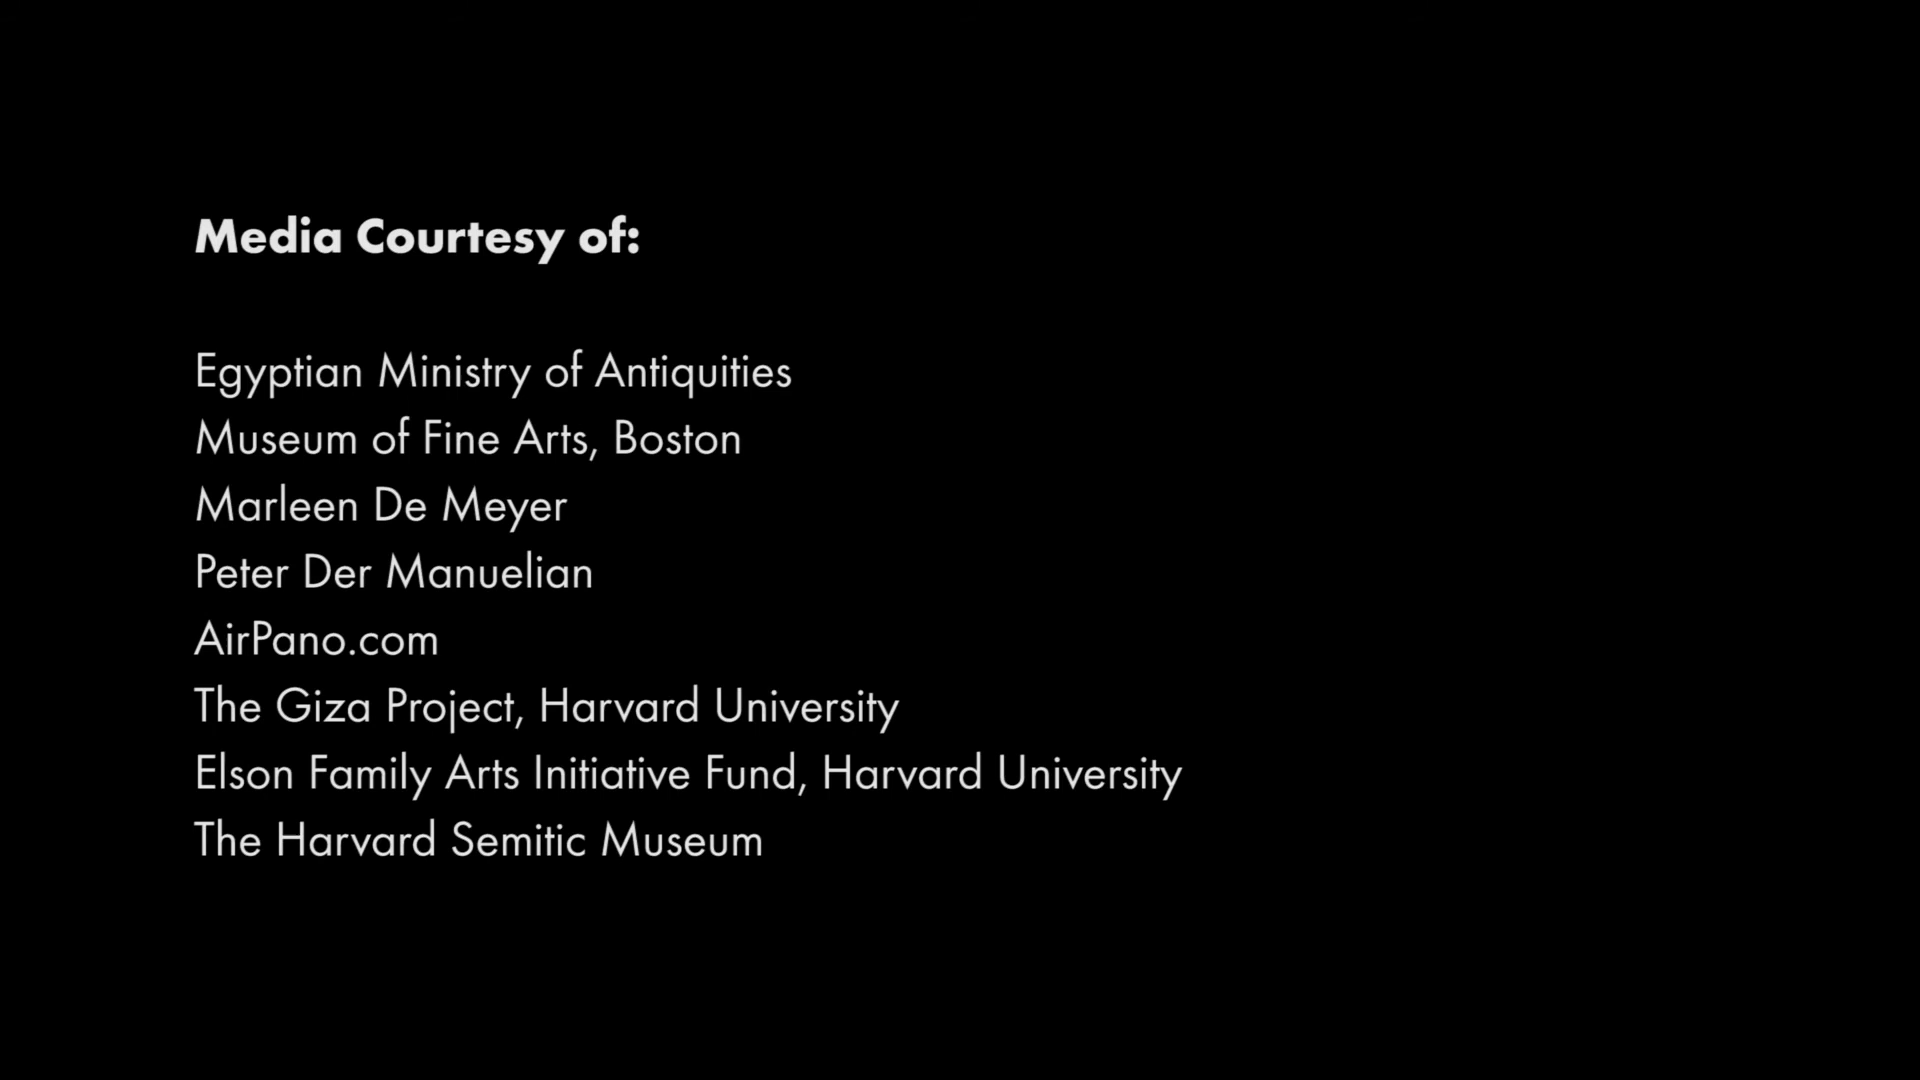 Media Courtesy of:
Egyptian Ministry of Antiquities
Museum of Fine Arts, Boston
Marleen De Meyer
Peter Der Manuelian
AirPano.com
The Giza Project, Harvard University
Elson Family Arts Initiative Fund, Harvard University
The Harvard Semitic Museum